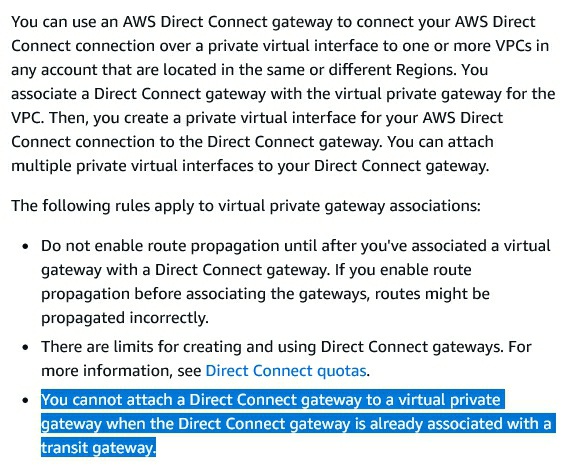 You can use an AWS Direct Connect gateway to connect your AWS Direct
Connect connection over a private virtual interface to one or more VPCs in
any account that are located in the same or different Regions. You
associate a Direct Connect gateway with the virtual private gateway for the
VPC. Then, you create a private virtual interface for your AWS Direct
Connect connection to the Direct Connect gateway. You can attach
multiple private virtual interfaces to your Direct Connect gateway.
The following rules apply to virtual private gateway associations:
• Do not enable route propagation until after you've associated a virtual
gateway with a Direct Connect gateway. If you enable route
propagation before associating the gateways, routes might be
propagated incorrectly.
• There are limits for creating and using Direct Connect gateways. For
more information, see Direct Connect quotas.
• You cannot attach a Direct Connect gateway to a virtual private
gateway when the Direct Connect gateway is already associated with a
transit gateway.